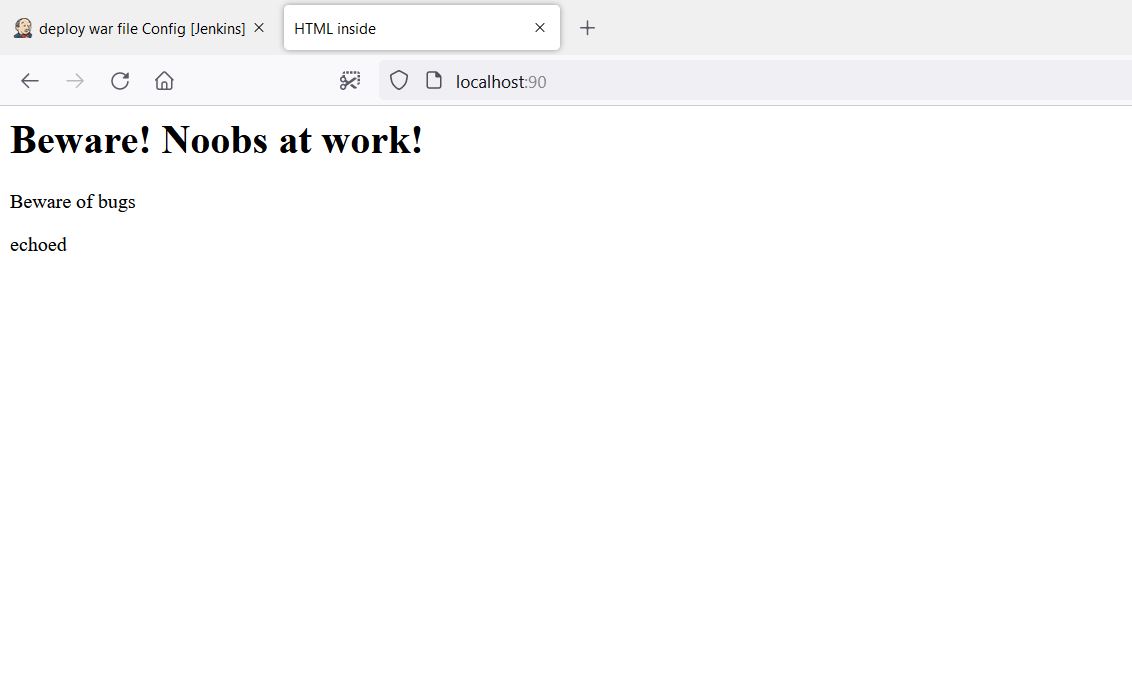 deploy war file Config [Jenkins]
HTML inside
localhost:90
Beware! Noobs at work!
Beware of bugs
echoed